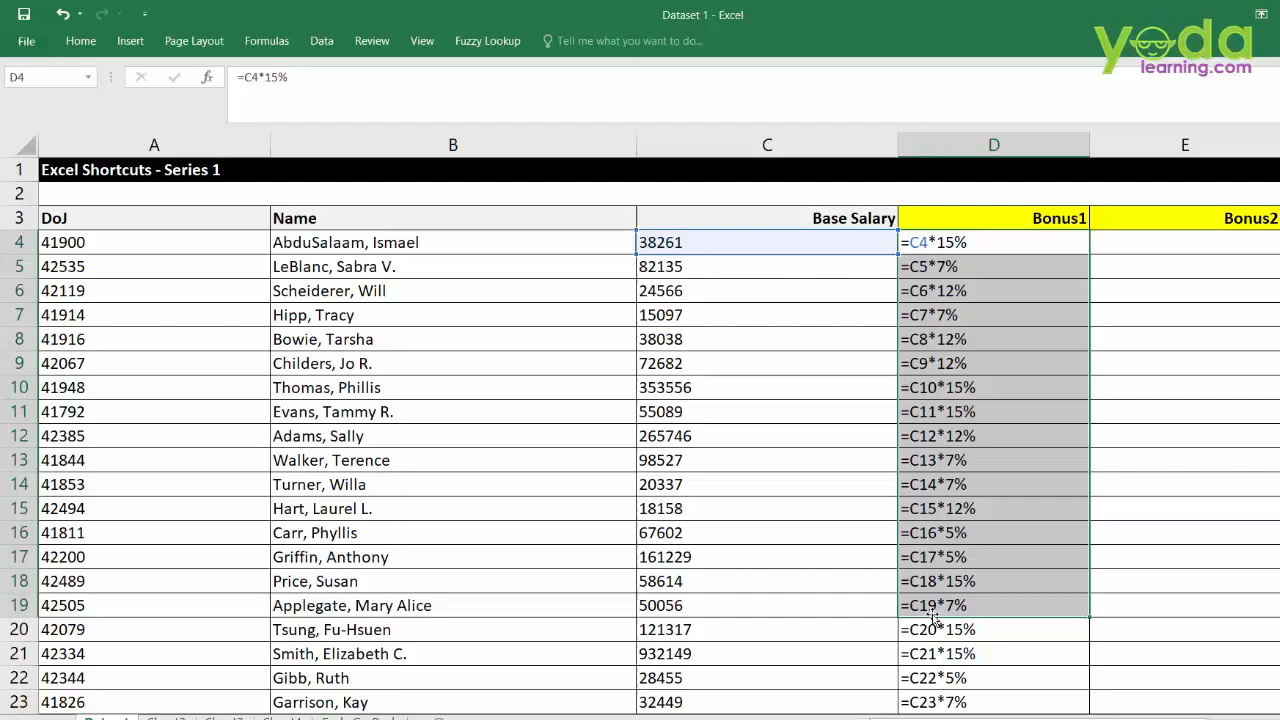 Dataset 1 - Excel
yoda
learning.com
File Home Insert Page Layout Formulas Data Review View Fuzzy Lookup Tell me what you want to do...
D4 fx =C4*15%
A B C D E
1 Excel Shortcuts - Series 1
2
3 DoJ Name Base Salary Bonus1 Bonus2
4 41900 AbduSalaam, Ismael 38261 =C4*15%
5 42535 LeBlanc, Sabra V. 82135 =C5*7%
6 42119 Scheiderer, Will 24566 =C6*12%
7 41914 Hipp, Tracy 15097 =C7*7%
8 41916 Bowie, Tarsha 38038 =C8*12%
9 42067 Childers, Jo R. 72682 =C9*12%
10 41948 Thomas, Phillis 353556 =C10*15%
11 41792 Evans, Tammy R. 55089 =C11*15%
12 42385 Adams, Sally 265746 =C12*12%
13 41844 Walker, Terence 98527 =C13*7%
14 41853 Turner, Willa 20337 =C14*7%
15 42494 Hart, Laurel L. 18158 =C15*12%
16 41811 Carr, Phyllis 67602 =C16*5%
17 42200 Griffin, Anthony 161229 =C17*5%
18 42489 Price, Susan 58614 =C18*15%
19 42505 Applegate, Mary Alice 50056 =C19*7%
20 42079 Tsung, Fu-Hsuen 121317 =C20*15%
21 42334 Smith, Elizabeth C. 932149 =C21*15%
22 42344 Gibb, Ruth 28455 =C22*5%
23 41826 Garrison, Kay 32449 =C23*7%